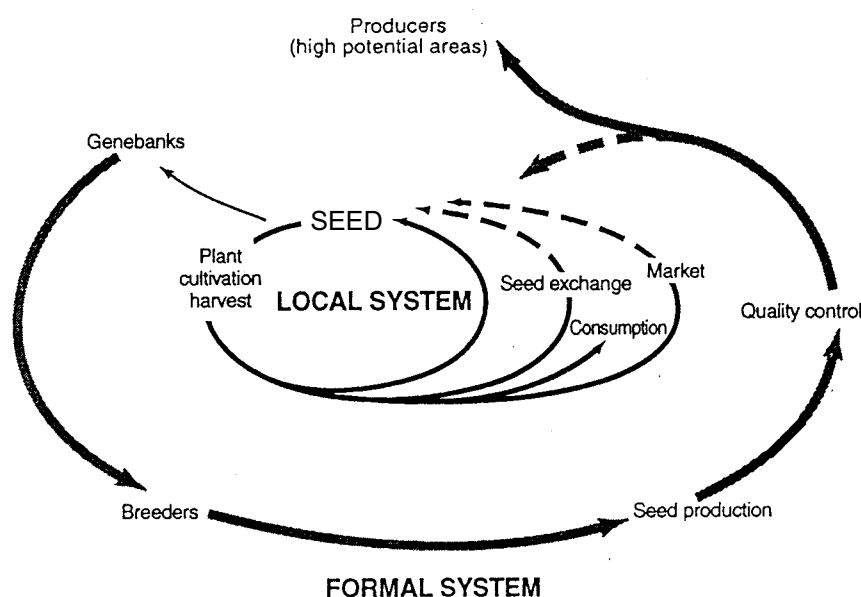 Producers
(high potential areas)
Genebanks
SEED
Plant
cultivation
harvest
LOCAL SYSTEM
Seed exchange
Market
Consumption
Quality control
Breeders
Seed production
FORMAL SYSTEM